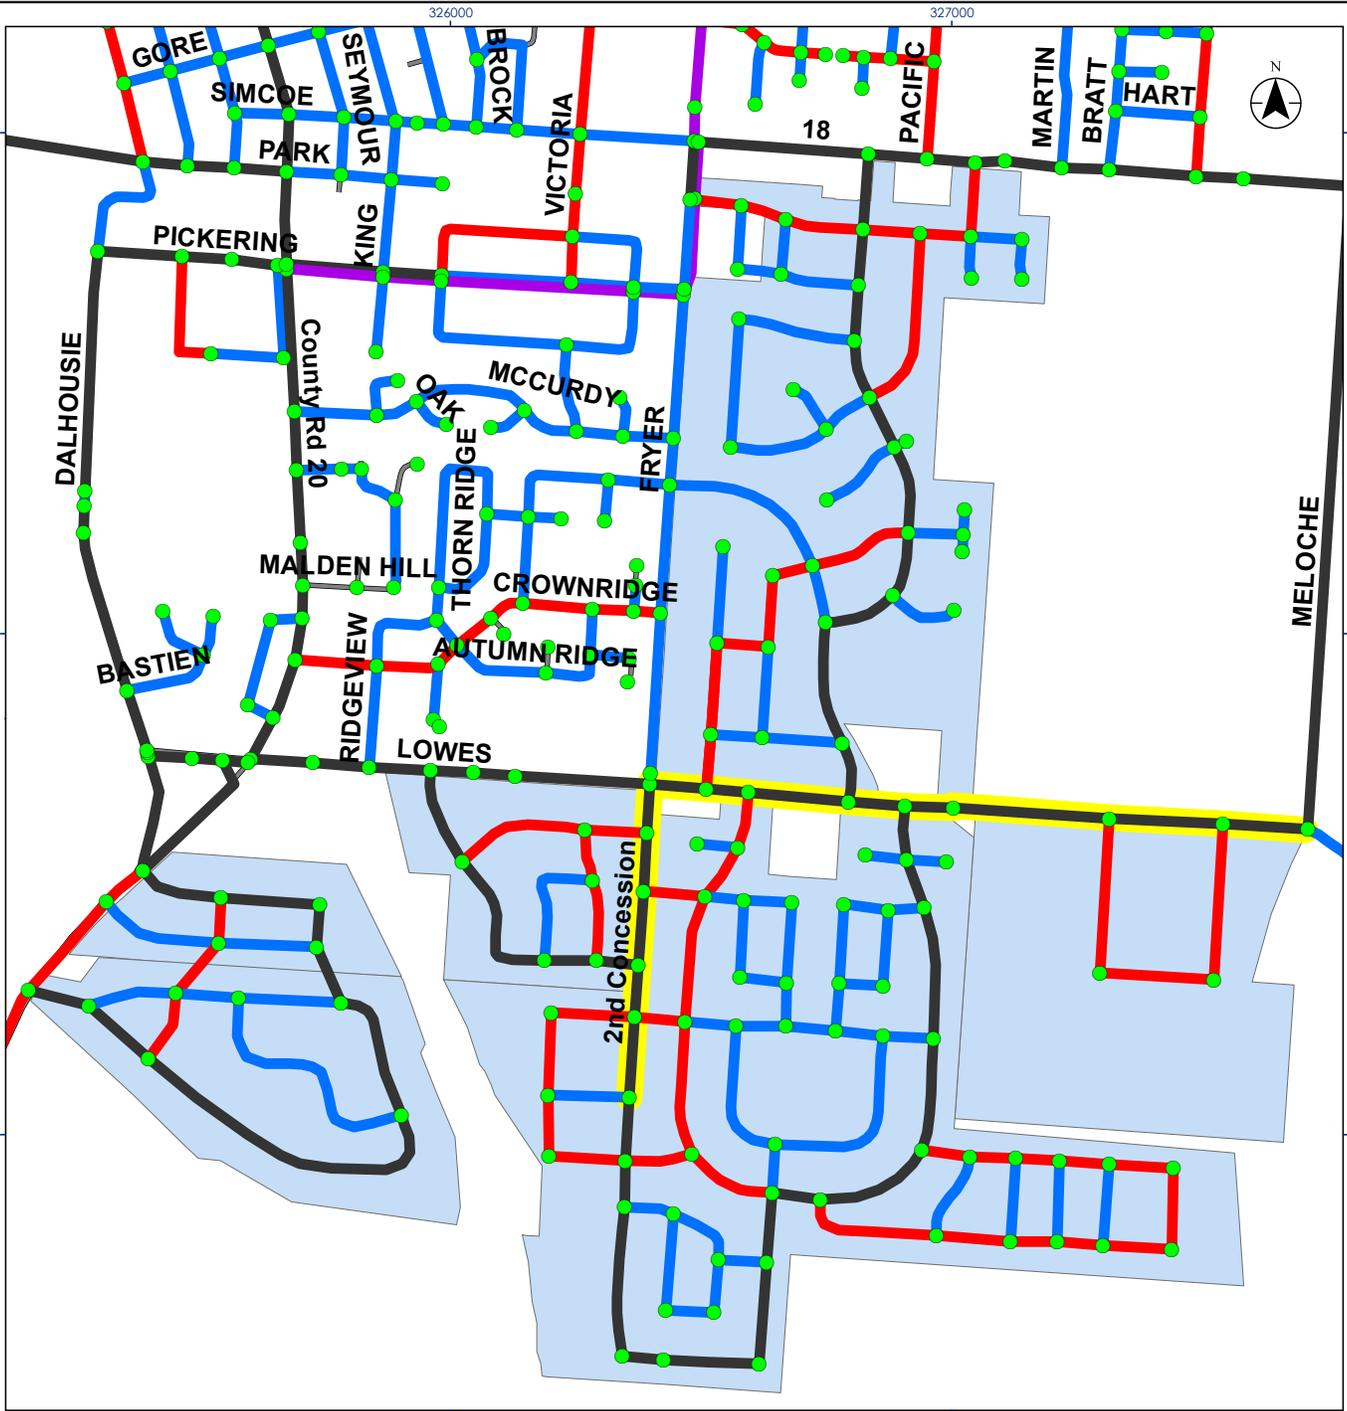 326000
327000
GORE
SEYMOUR
BROCK
SIMCOE
VICTORIA
PACIFIC
MARTIN
BRATT
HART
N
18
PARK
KING
PICKERING
DALHOUSIE
County Rd 20
OAK
MCCURDY
FRYER
THORN RIDGE
MALDEN HILL
CROWNRIDGE
MELOCHE
BASTIEN
RIDGEVIEW
AUTUMN RIDGE
LOWES
2nd Concession